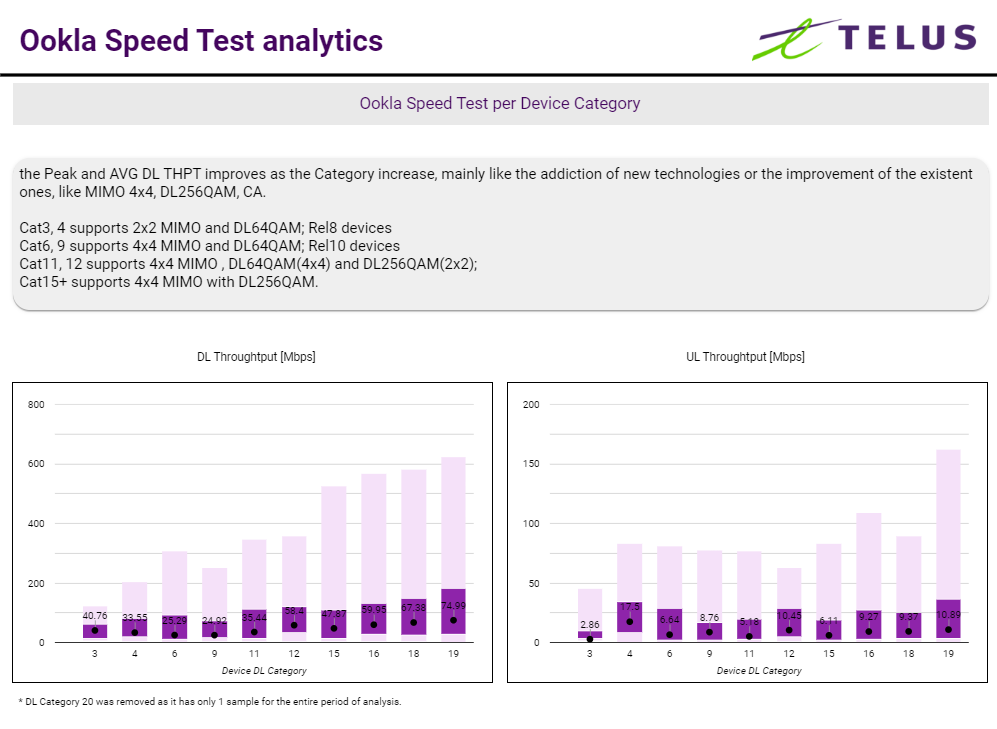 Ookla Speed Test analytics
TELUS
Ookla Speed Test per Device Category
the Peak and AVG DL THPT improves as the Category increase, mainly like the addiction of new technologies or the improvement of the existent
ones, like MIMO 4x4, DL256QAM, CA.
Cat3, 4 supports 2x2 MIMO and DL64QAM; Rel8 devices
Cat6, 9 supports 4x4 MIMO and DL64QAM; Rel10 devices
Cat11, 12 supports 4x4 MIMO , DL64QAM(4x4) and DL256QAM(2x2);
Cat15+ supports 4x4 MIMO with DL256QAM.
DL Throughtput [Mbps]
800
600
400
200
0
40.76 33.55 25.29 24.92 35.44 58.4 47.87 59.95 67.38 74.99
3 4 6 9 11 12 15 16 18 19
Device DL Category
UL Throughtput [Mbps]
200
150
100
50
0
2.86 17.5 6.64 8.76 5.18 10.45 6.11 9.27 9.37 10.89
3 4 6 9 11 12 15 16 18 19
Device DL Category
* DL Category 20 was removed as it has only 1 sample for the entire period of analysis.